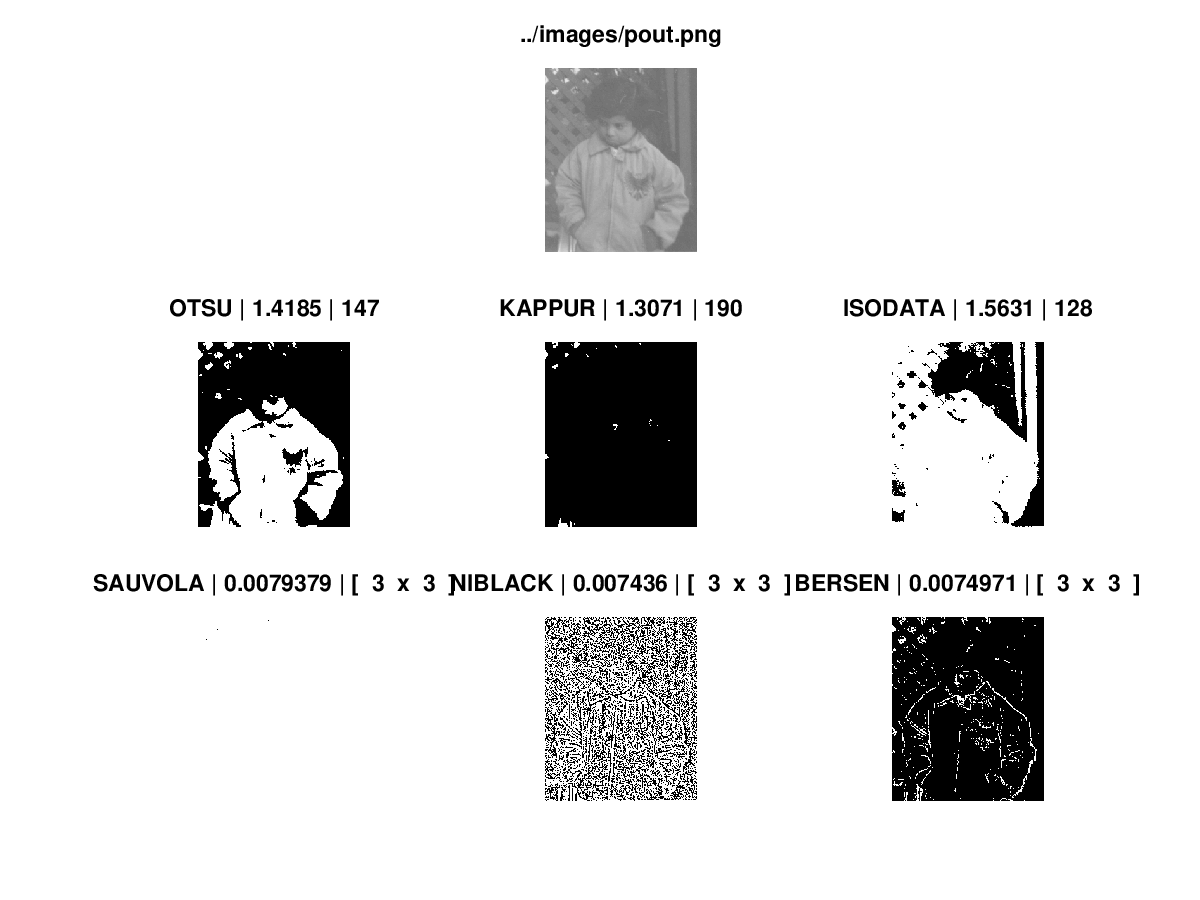 ../images/pout.png
OTSU | 1.4185 | 147
KAPPUR | 1.3071 | 190
ISODATA | 1.5631 | 128
SAUVOLA | 0.0079379 | [ 3 x 3 ]
NIBLACK | 0.007436 | [ 3 x 3 ]
BERSEN | 0.0074971 | [ 3 x 3 ]